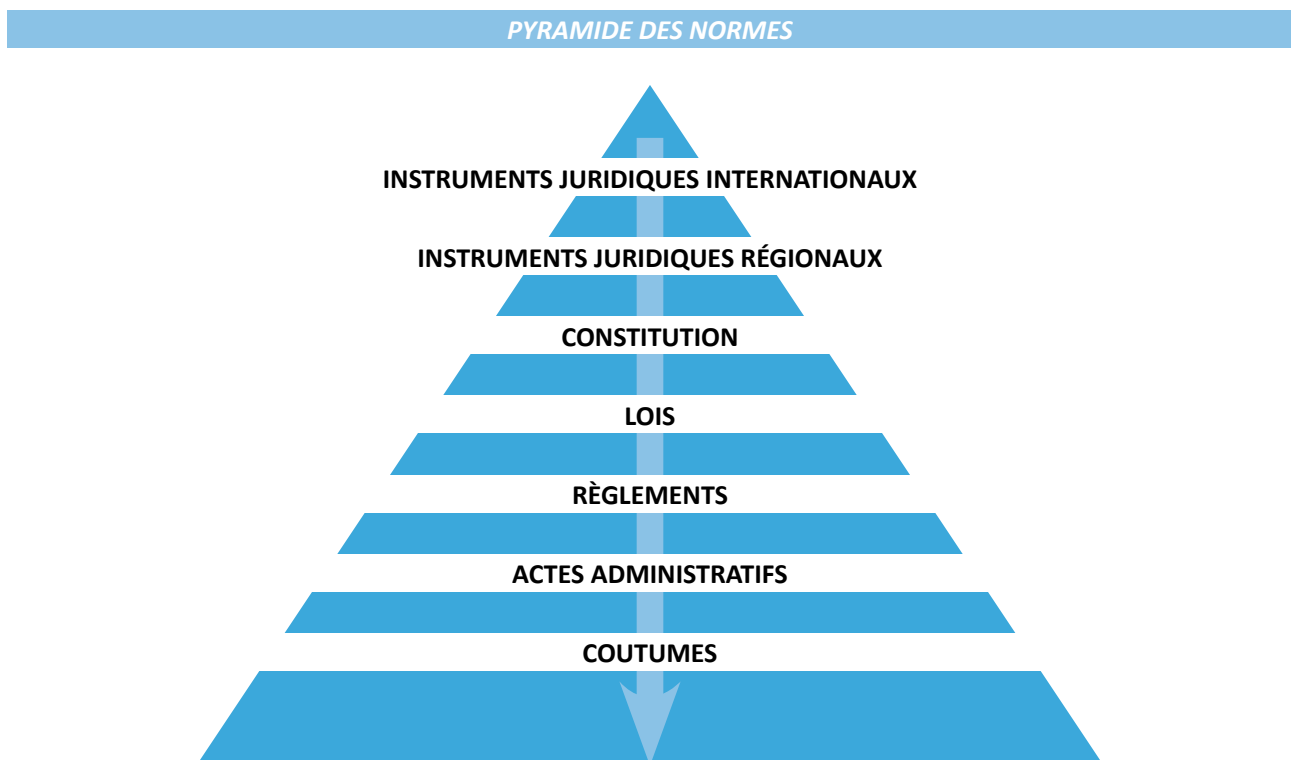 PYRAMIDE DES NORMES
INSTRUMENTS JURIDIQUES INTERNATIONAUX
INSTRUMENTS JURIDIQUES RÉGIONAUX
CONSTITUTION
LOIS
RÈGLEMENTS
ACTES ADMINISTRATIFS
COUTUMES